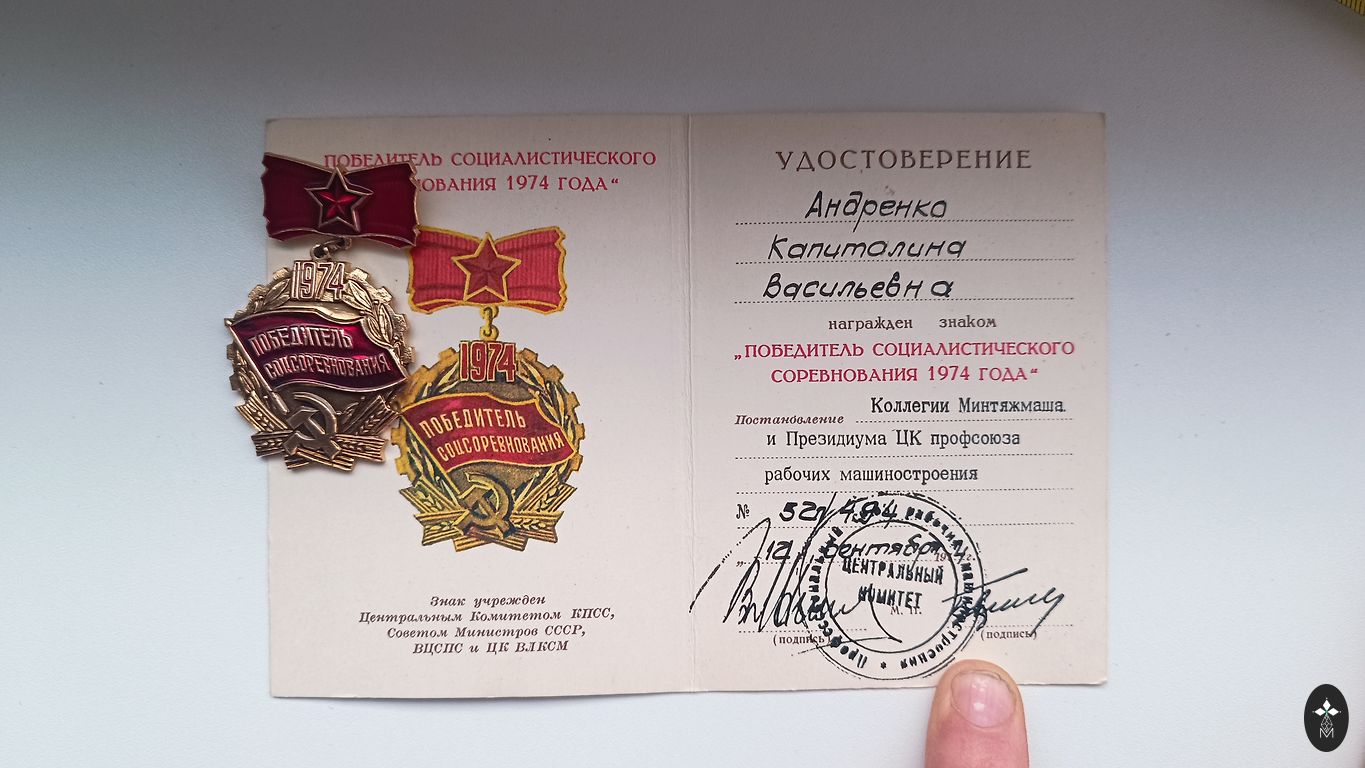 ПОБЕДИТЕЛЬ СОЦИАЛИСТИЧЕСКОГО
1974 ГОДА"
1974
ПОБЕДИТЕЛЬ
СОЦСОРЕВНОВАНИЯ
1974
ПОБЕДИТЕЛЬ
СОЦСОРЕВНОВАНИЯ
Знак учрежден
Центральным Комитетом КПСС,
Советом Министров СССР,
ВЦСПС и ЦК ВЛКСМ
УДОСТОВЕРЕНИЕ
Андренко
Капиталина
Васильевна
награжден знаком
„ПОБЕДИТЕЛЬ СОЦИАЛИСТИЧЕСКОГО
СОРЕВНОВАНИЯ 1974 ГОДА"
Постановление Коллегии Минтяжмаша
и Президиума ЦК профсоюза
рабочих машиностроения
№
сентября
ЦЕНТРАЛЬНЫЙ
КОМИТЕТ
М. П.
(подпись) (подпись)
M